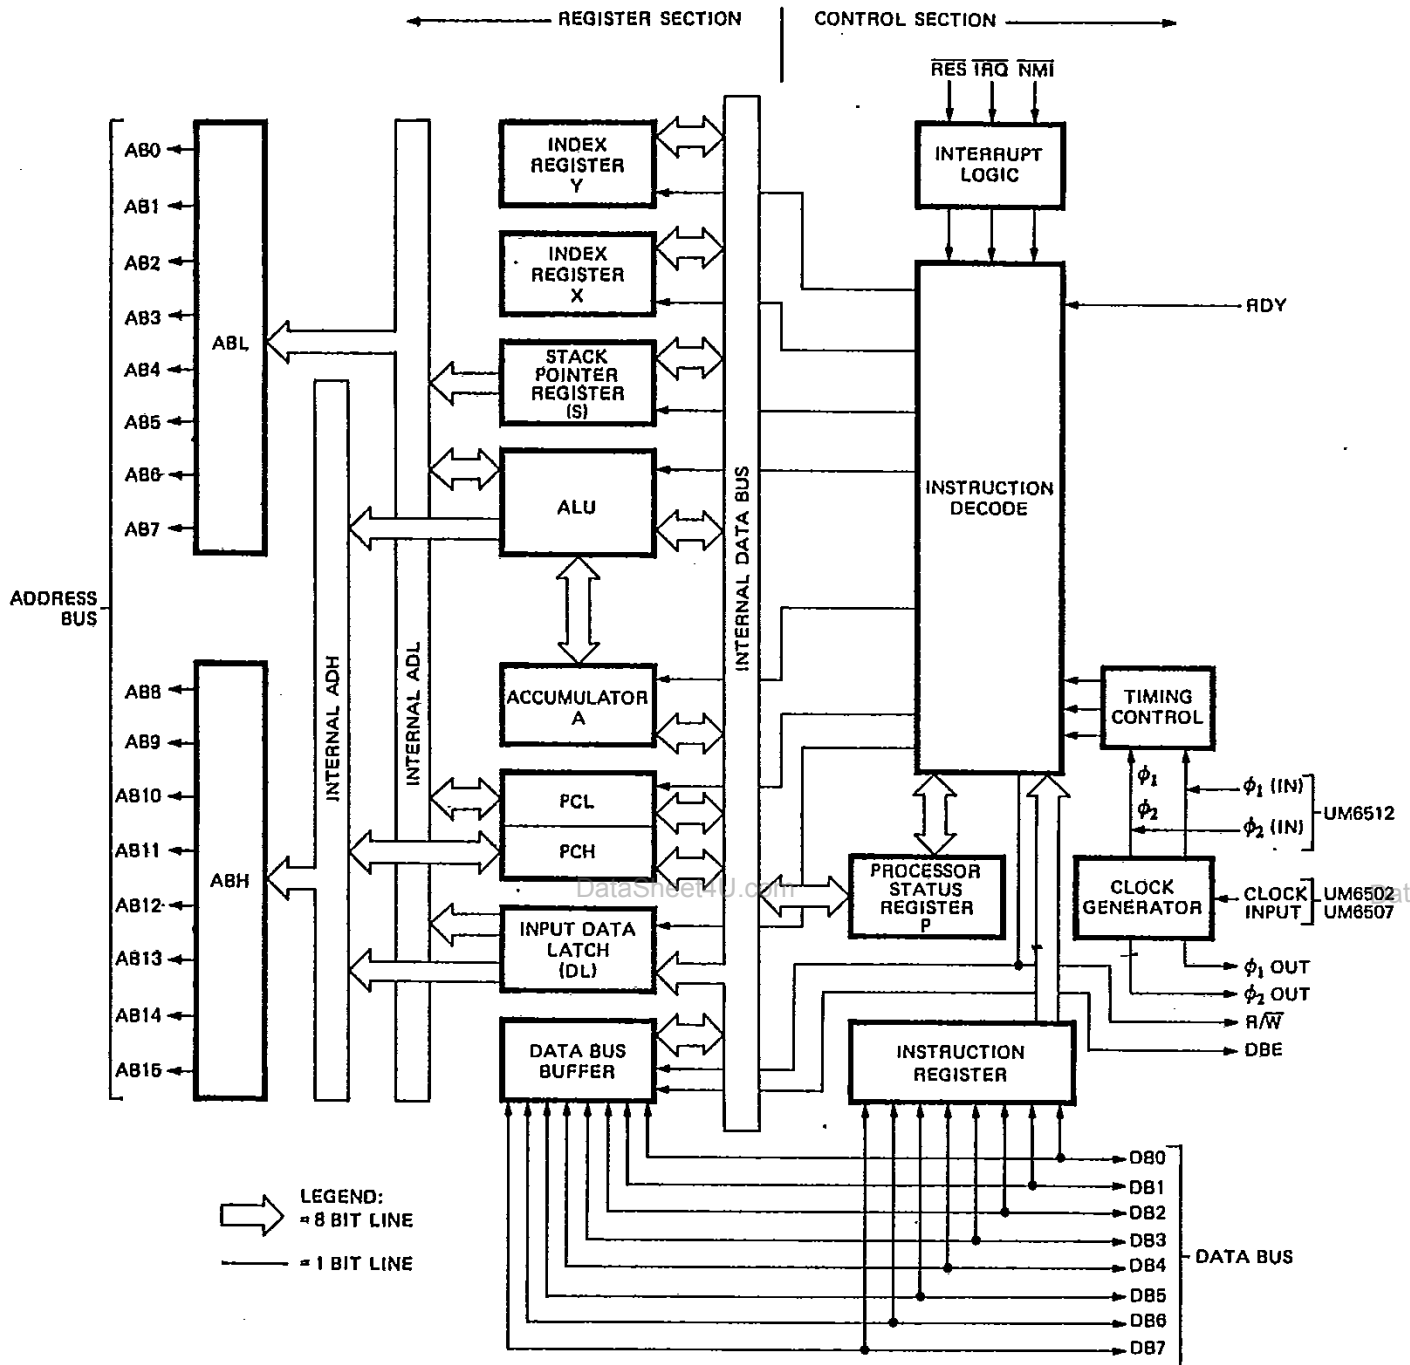 REGISTER SECTION
CONTROL SECTION
RES IRQ NMI
INTERRUPT
LOGIC
INDEX
REGISTER
Y
INDEX
REGISTER
X
STACK
POINTER
REGISTER
(S)
ALU
ACCUMULATOR
A
PCL
PCH
INPUT DATA
LATCH
(DL)
DATA BUS
BUFFER
AB0
AB1
AB2
AB3
AB4
AB5
AB6
AB7
ABL
ADDRESS
BUS
AB8
AB9
AB10
AB11
AB12
AB13
AB14
AB15
ABH
INTERNAL ADH
INTERNAL ADL
INTERNAL DATA BUS
INSTRUCTION
DECODE
RDY
TIMING
CONTROL
ϕ1
ϕ2
ϕ1 (IN)
ϕ2 (IN)
UM6512
CLOCK
GENERATOR
CLOCK
INPUT
UM6502
UM6507
ϕ1 OUT
ϕ2 OUT
R/W
DBE
PROCESSOR
STATUS
REGISTER
P
INSTRUCTION
REGISTER
DataSheet4U.com
Dat
DB0
DB1
DB2
DB3
DB4
DB5
DB6
DB7
DATA BUS
LEGEND:
=8 BIT LINE
=1 BIT LINE